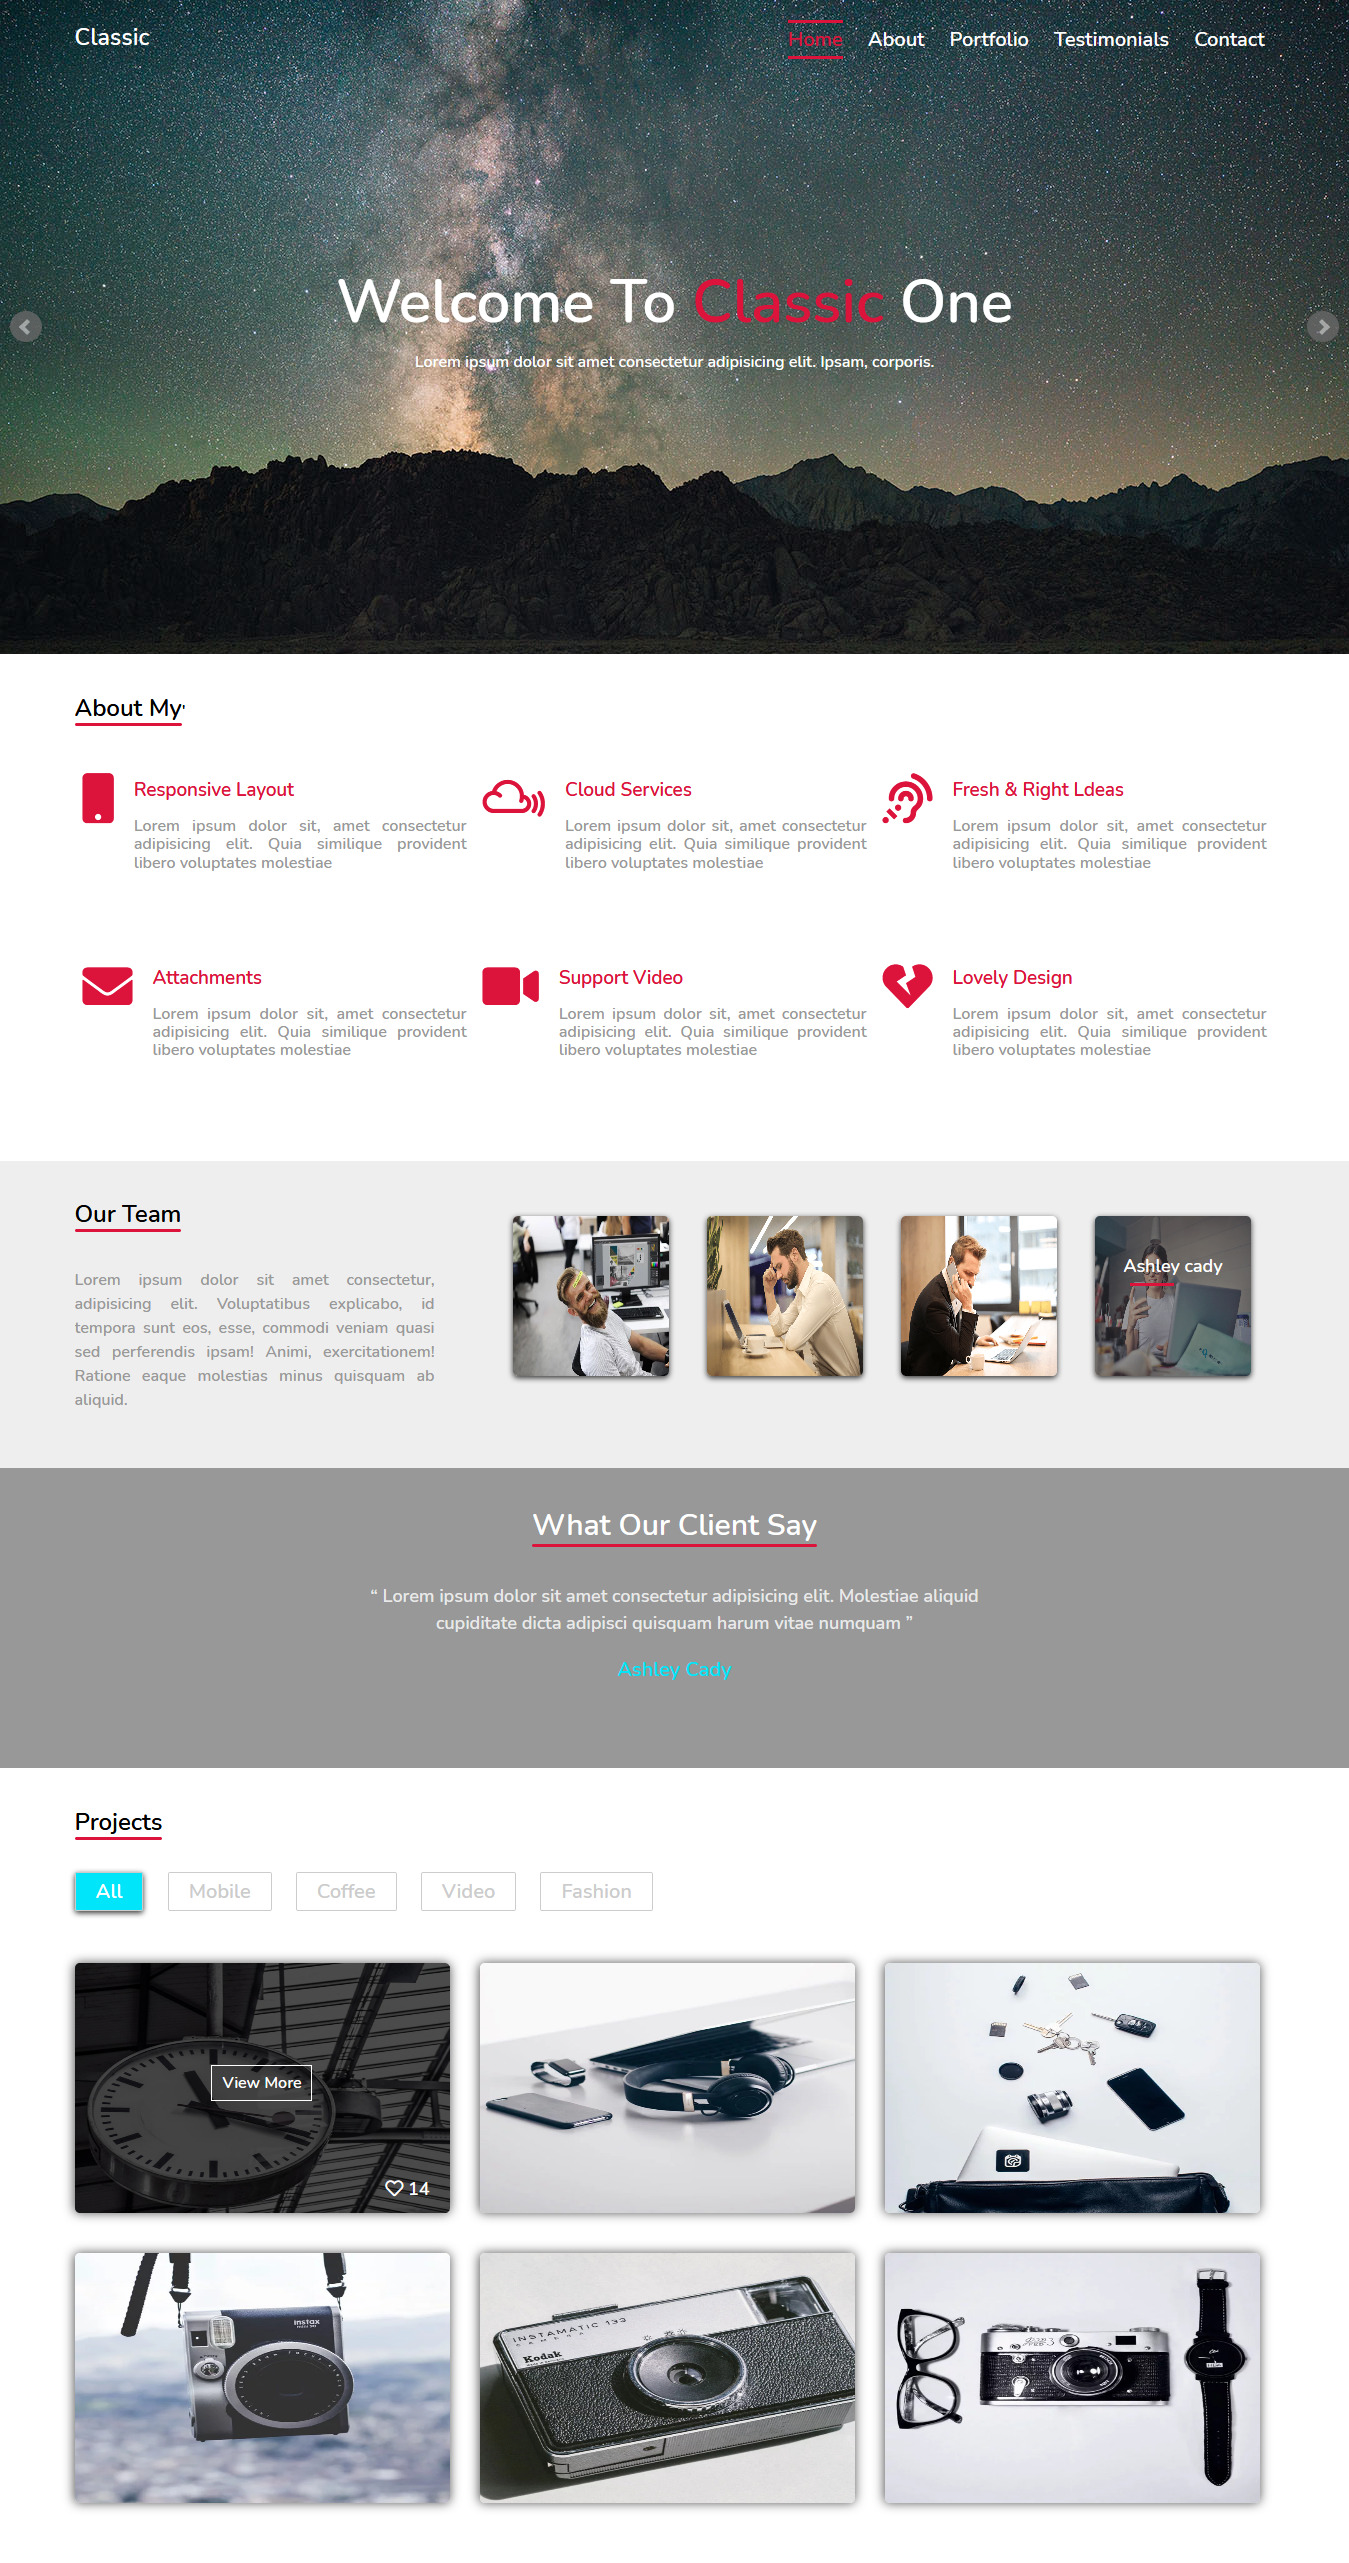 Classic
Home About Portfolio Testimonials Contact
Welcome To Classic One
Lorem ipsum dolor sit amet consectetur adipisicing elit. Ipsam, corporis.
About My'
Responsive Layout
Lorem ipsum dolor sit, amet consectetur
adipisicing elit. Quia similique provident
libero voluptates molestiae
Cloud Services
Lorem ipsum dolor sit, amet consectetur
adipisicing elit. Quia similique provident
libero voluptates molestiae
Fresh & Right Ldeas
Lorem ipsum dolor sit, amet consectetur
adipisicing elit. Quia similique provident
libero voluptates molestiae
Attachments
Lorem ipsum dolor sit, amet consectetur
adipisicing elit. Quia similique provident
libero voluptates molestiae
Support Video
Lorem ipsum dolor sit, amet consectetur
adipisicing elit. Quia similique provident
libero voluptates molestiae
Lovely Design
Lorem ipsum dolor sit, amet consectetur
adipisicing elit. Quia similique provident
libero voluptates molestiae
Our Team
Lorem ipsum dolor sit amet consectetur,
adipisicing elit. Voluptatibus explicabo, id
tempora sunt eos, esse, commodi veniam quasi
sed perferendis ipsam! Animi, exercitationem!
Ratione eaque molestias minus quisquam ab
aliquid.
Ashley cady
What Our Client Say
“ Lorem ipsum dolor sit amet consectetur adipisicing elit. Molestiae aliquid
cupiditate dicta adipisci quisquam harum vitae numquam ”
Ashley Cady
Projects
All Mobile Coffee Video Fashion
View More
14
instax
INSTAMATIC 133
CAMERA
Kodak